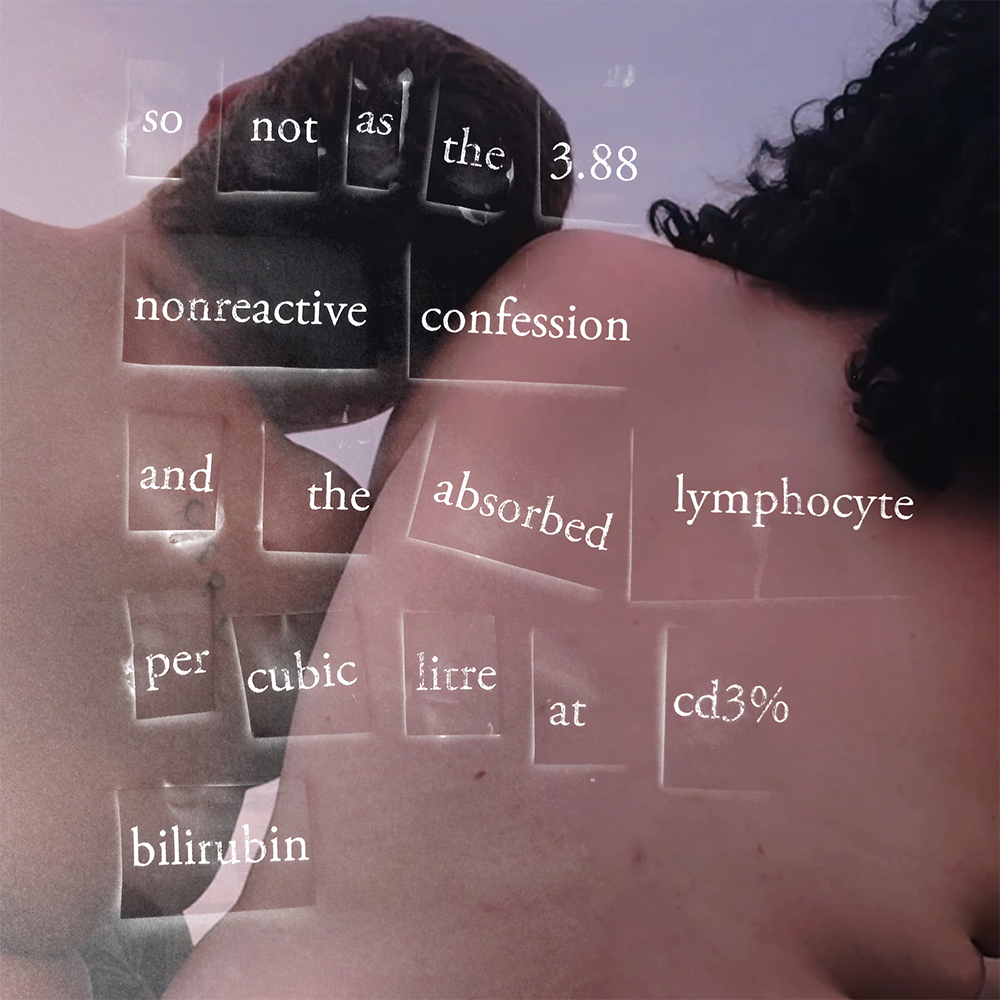 so not as the 3.88
nonreactive confession
and the absorbed lymphocyte
per cubic litre at cd3%
bilirubin